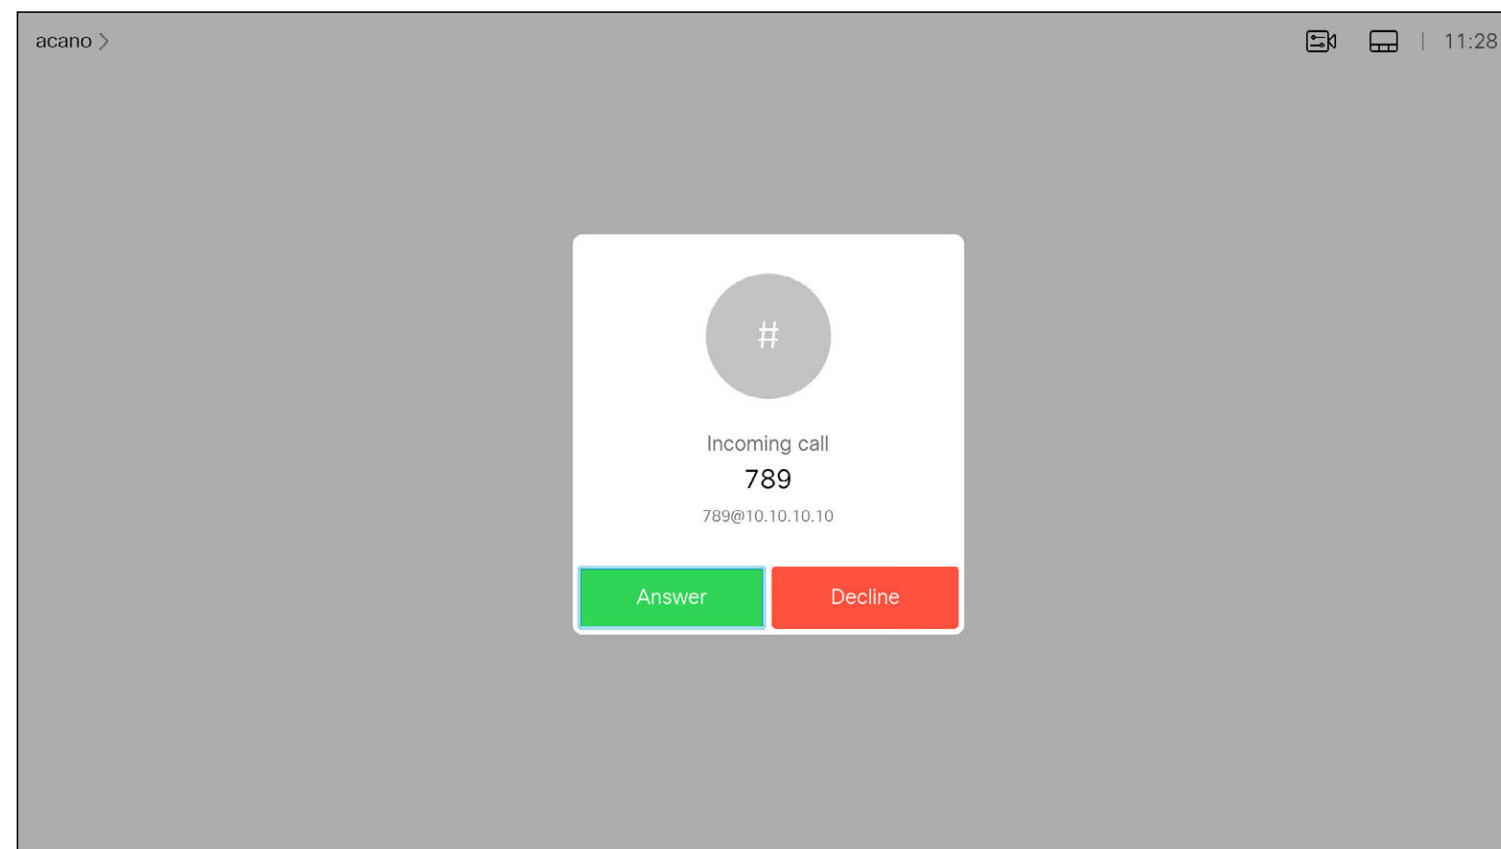 acano >
11:28
#
Incoming call
789
789@10.10.10.10
Answer
Decline